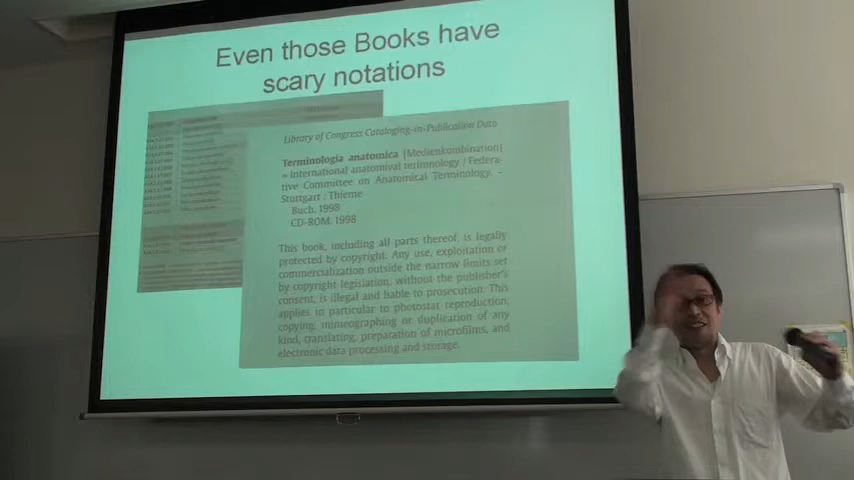 Even those Books have
scary notations
Library of Congress Cataloging-in-Publication Data
Terminologia anatomica [Medienkombination]
= International anatomival terimnology / Federa-
tive Committee on Anatomical Terminology. -
Stuttgart : Thieme
Buch. 1998
CD-ROM. 1998
This book, including all parts thereof, is legally
protected by copyright. Any use, exploitation or
commercialization outside the narrow limits set
by copyright legislation, without the publisher's
consent, is illegal and liable to prosecution. This
applies in particular to photostat reproduction,
copying, mimeographing or duplication of any
kind, translating, preparation of microfilms, and
electronic data processing and storage.